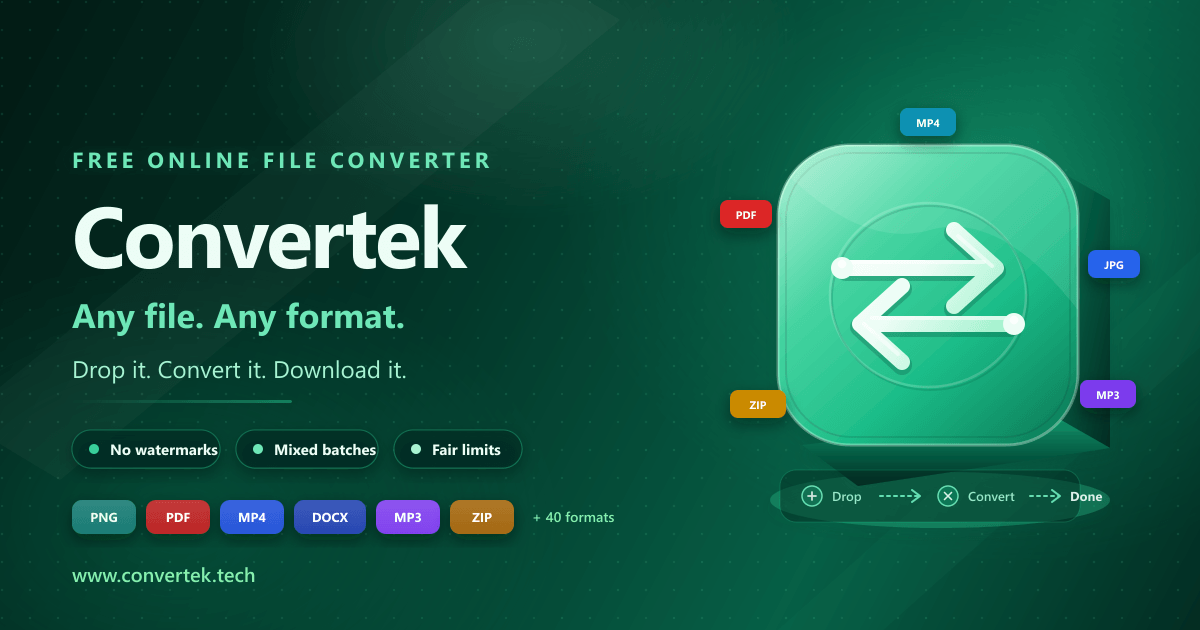 FREE ONLINE FILE CONVERTER
Convertek
Any file. Any format.
Drop it. Convert it. Download it.
No watermarks Mixed batches Fair limits
PNG PDF MP4 DOCX MP3 ZIP + 40 formats
www.convertek.tech
MP4
PDF
JPG
ZIP
MP3
Drop Convert Done